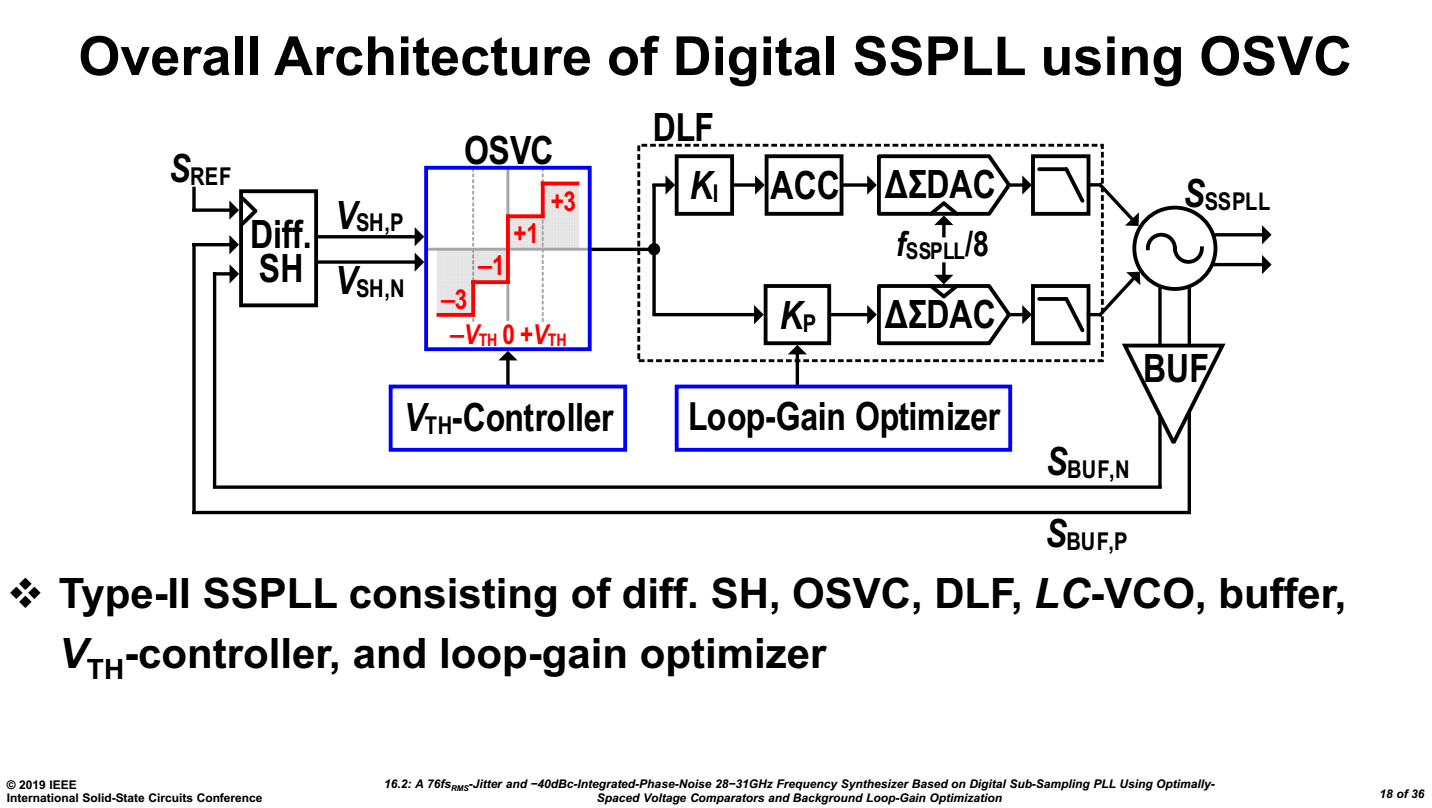 Overall Architecture of Digital SSPLL using OSVC
SREF
Diff.
SH
VSH,P
VSH,N
OSVC
+3
+1
−1
−3
−VTH 0 +VTH
VTH-Controller
DLF
KI
ACC
ΔΣDAC
fSSPLL/8
KP
ΔΣDAC
Loop-Gain Optimizer
SSSPLL
BUF
SBUF,N
SBUF,P
❖ Type-II SSPLL consisting of diff. SH, OSVC, DLF, LC-VCO, buffer,
VTH-controller, and loop-gain optimizer
© 2019 IEEE
International Solid-State Circuits Conference
16.2: A 76fsRMS-Jitter and −40dBc-Integrated-Phase-Noise 28−31GHz Frequency Synthesizer Based on Digital Sub-Sampling PLL Using Optimally-
Spaced Voltage Comparators and Background Loop-Gain Optimization
18 of 36